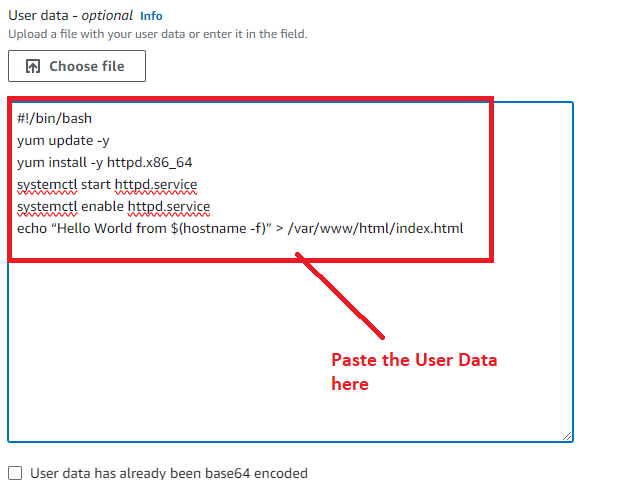 User data - optional Info
Upload a file with your user data or enter it in the field.
Choose file
#!/bin/bash
yum update -y
yum install -y httpd.x86_64
systemctl start httpd.service
systemctl enable httpd.service
echo “Hello World from $(hostname -f)” > /var/www/html/index.html
Paste the User Data
here
User data has already been base64 encoded